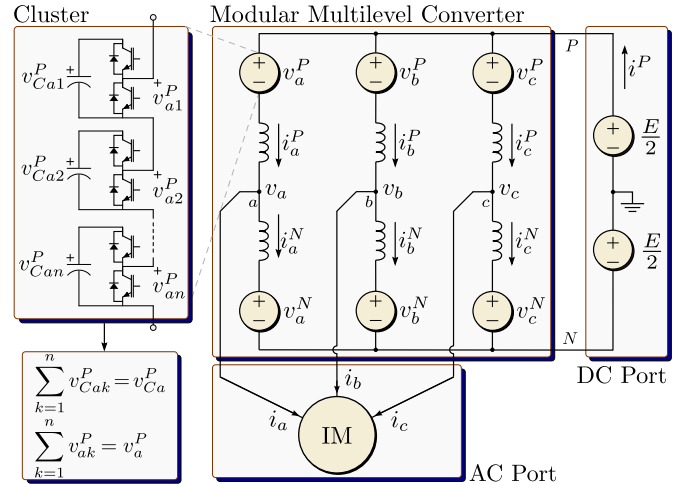 Cluster
Modular Multilevel Converter
v_{Ca1}^P + + v_{a1}^P
v_{Ca2}^P + + v_{a2}^P
v_{Can}^P + + v_{an}^P
\sum_{k=1}^{n} v_{Cak}^P = v_{Ca}^P
\sum_{k=1}^{n} v_{ak}^P = v_a^P
P
+ − v_a^P + − v_b^P + − v_c^P
i_a^P i_b^P i_c^P
a v_a b v_b c v_c
i_a^N i_b^N i_c^N
+ − v_a^N + − v_b^N + − v_c^N
N
i^P
+ − E/2
+ − E/2
DC Port
i_a i_b i_c
IM
AC Port